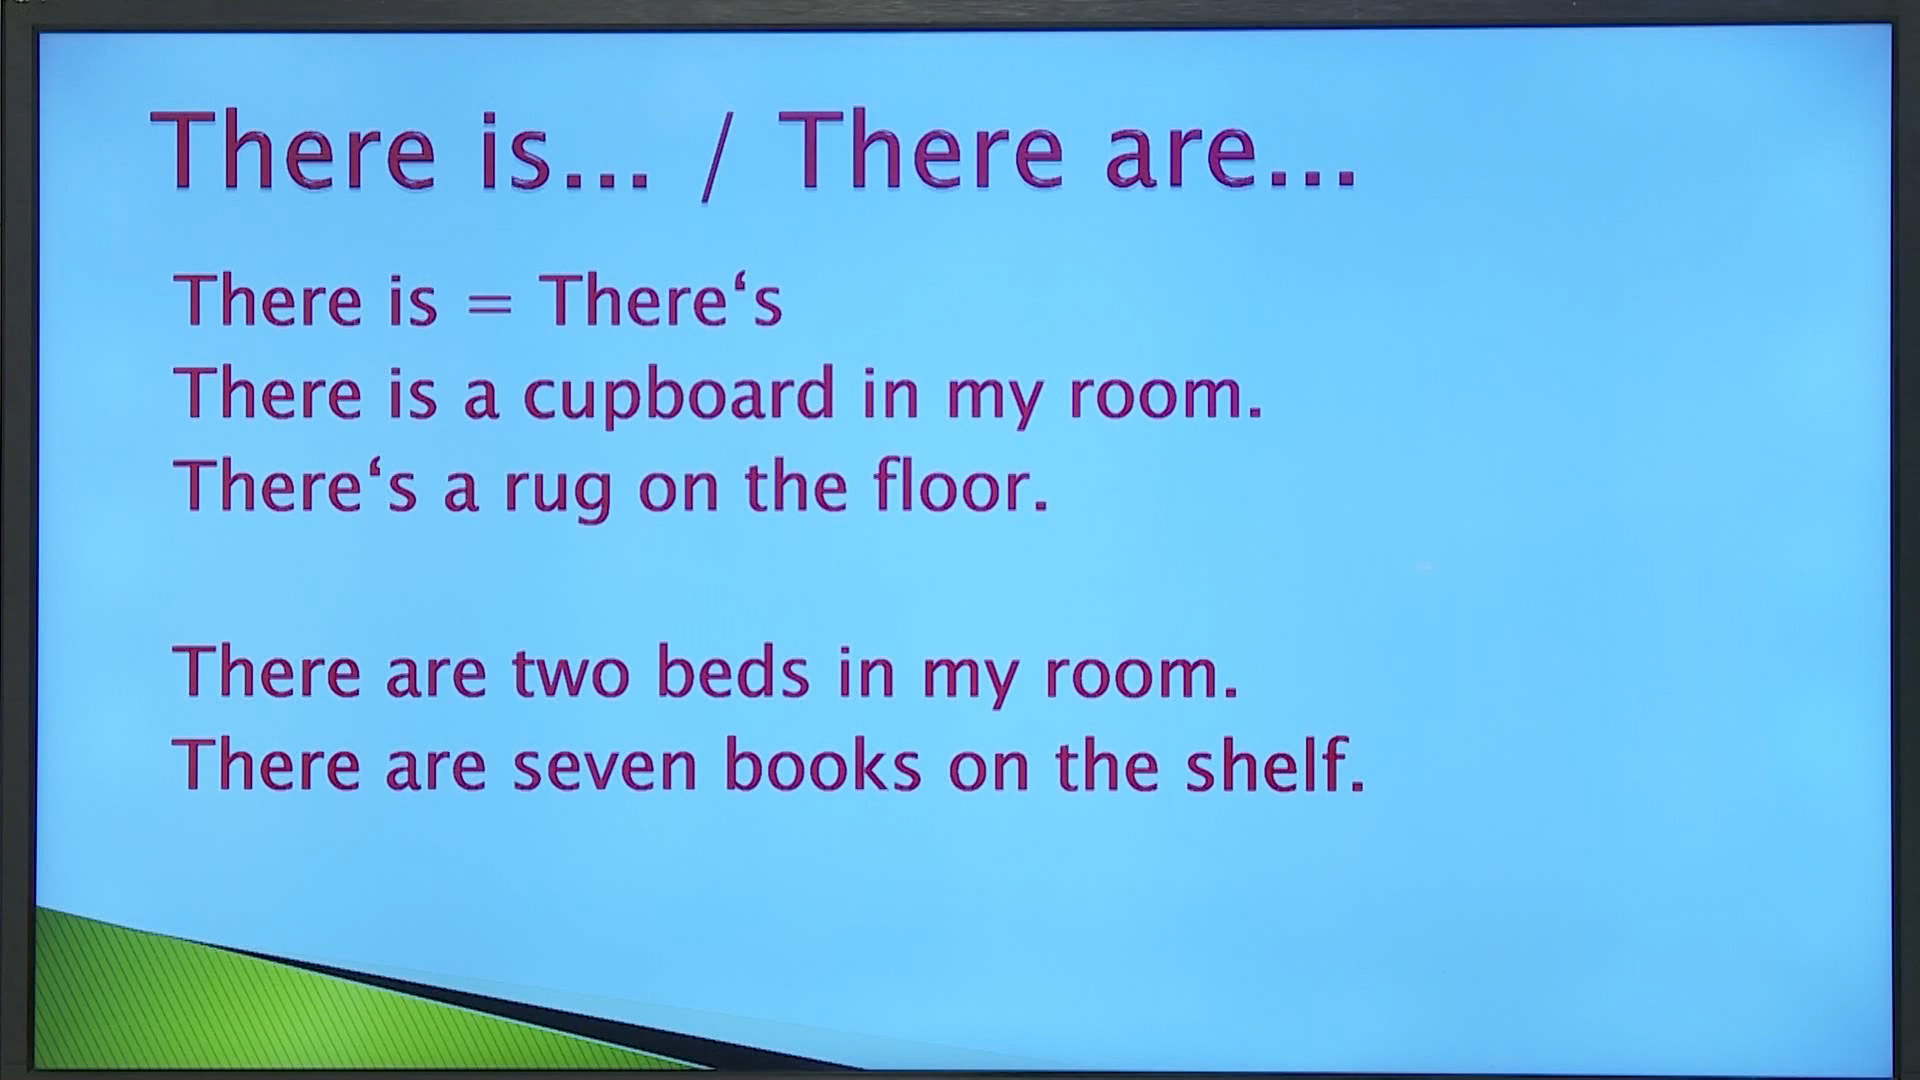 There is... / There are...
There is = There‘s
There is a cupboard in my room.
There‘s a rug on the floor.
There are two beds in my room.
There are seven books on the shelf.